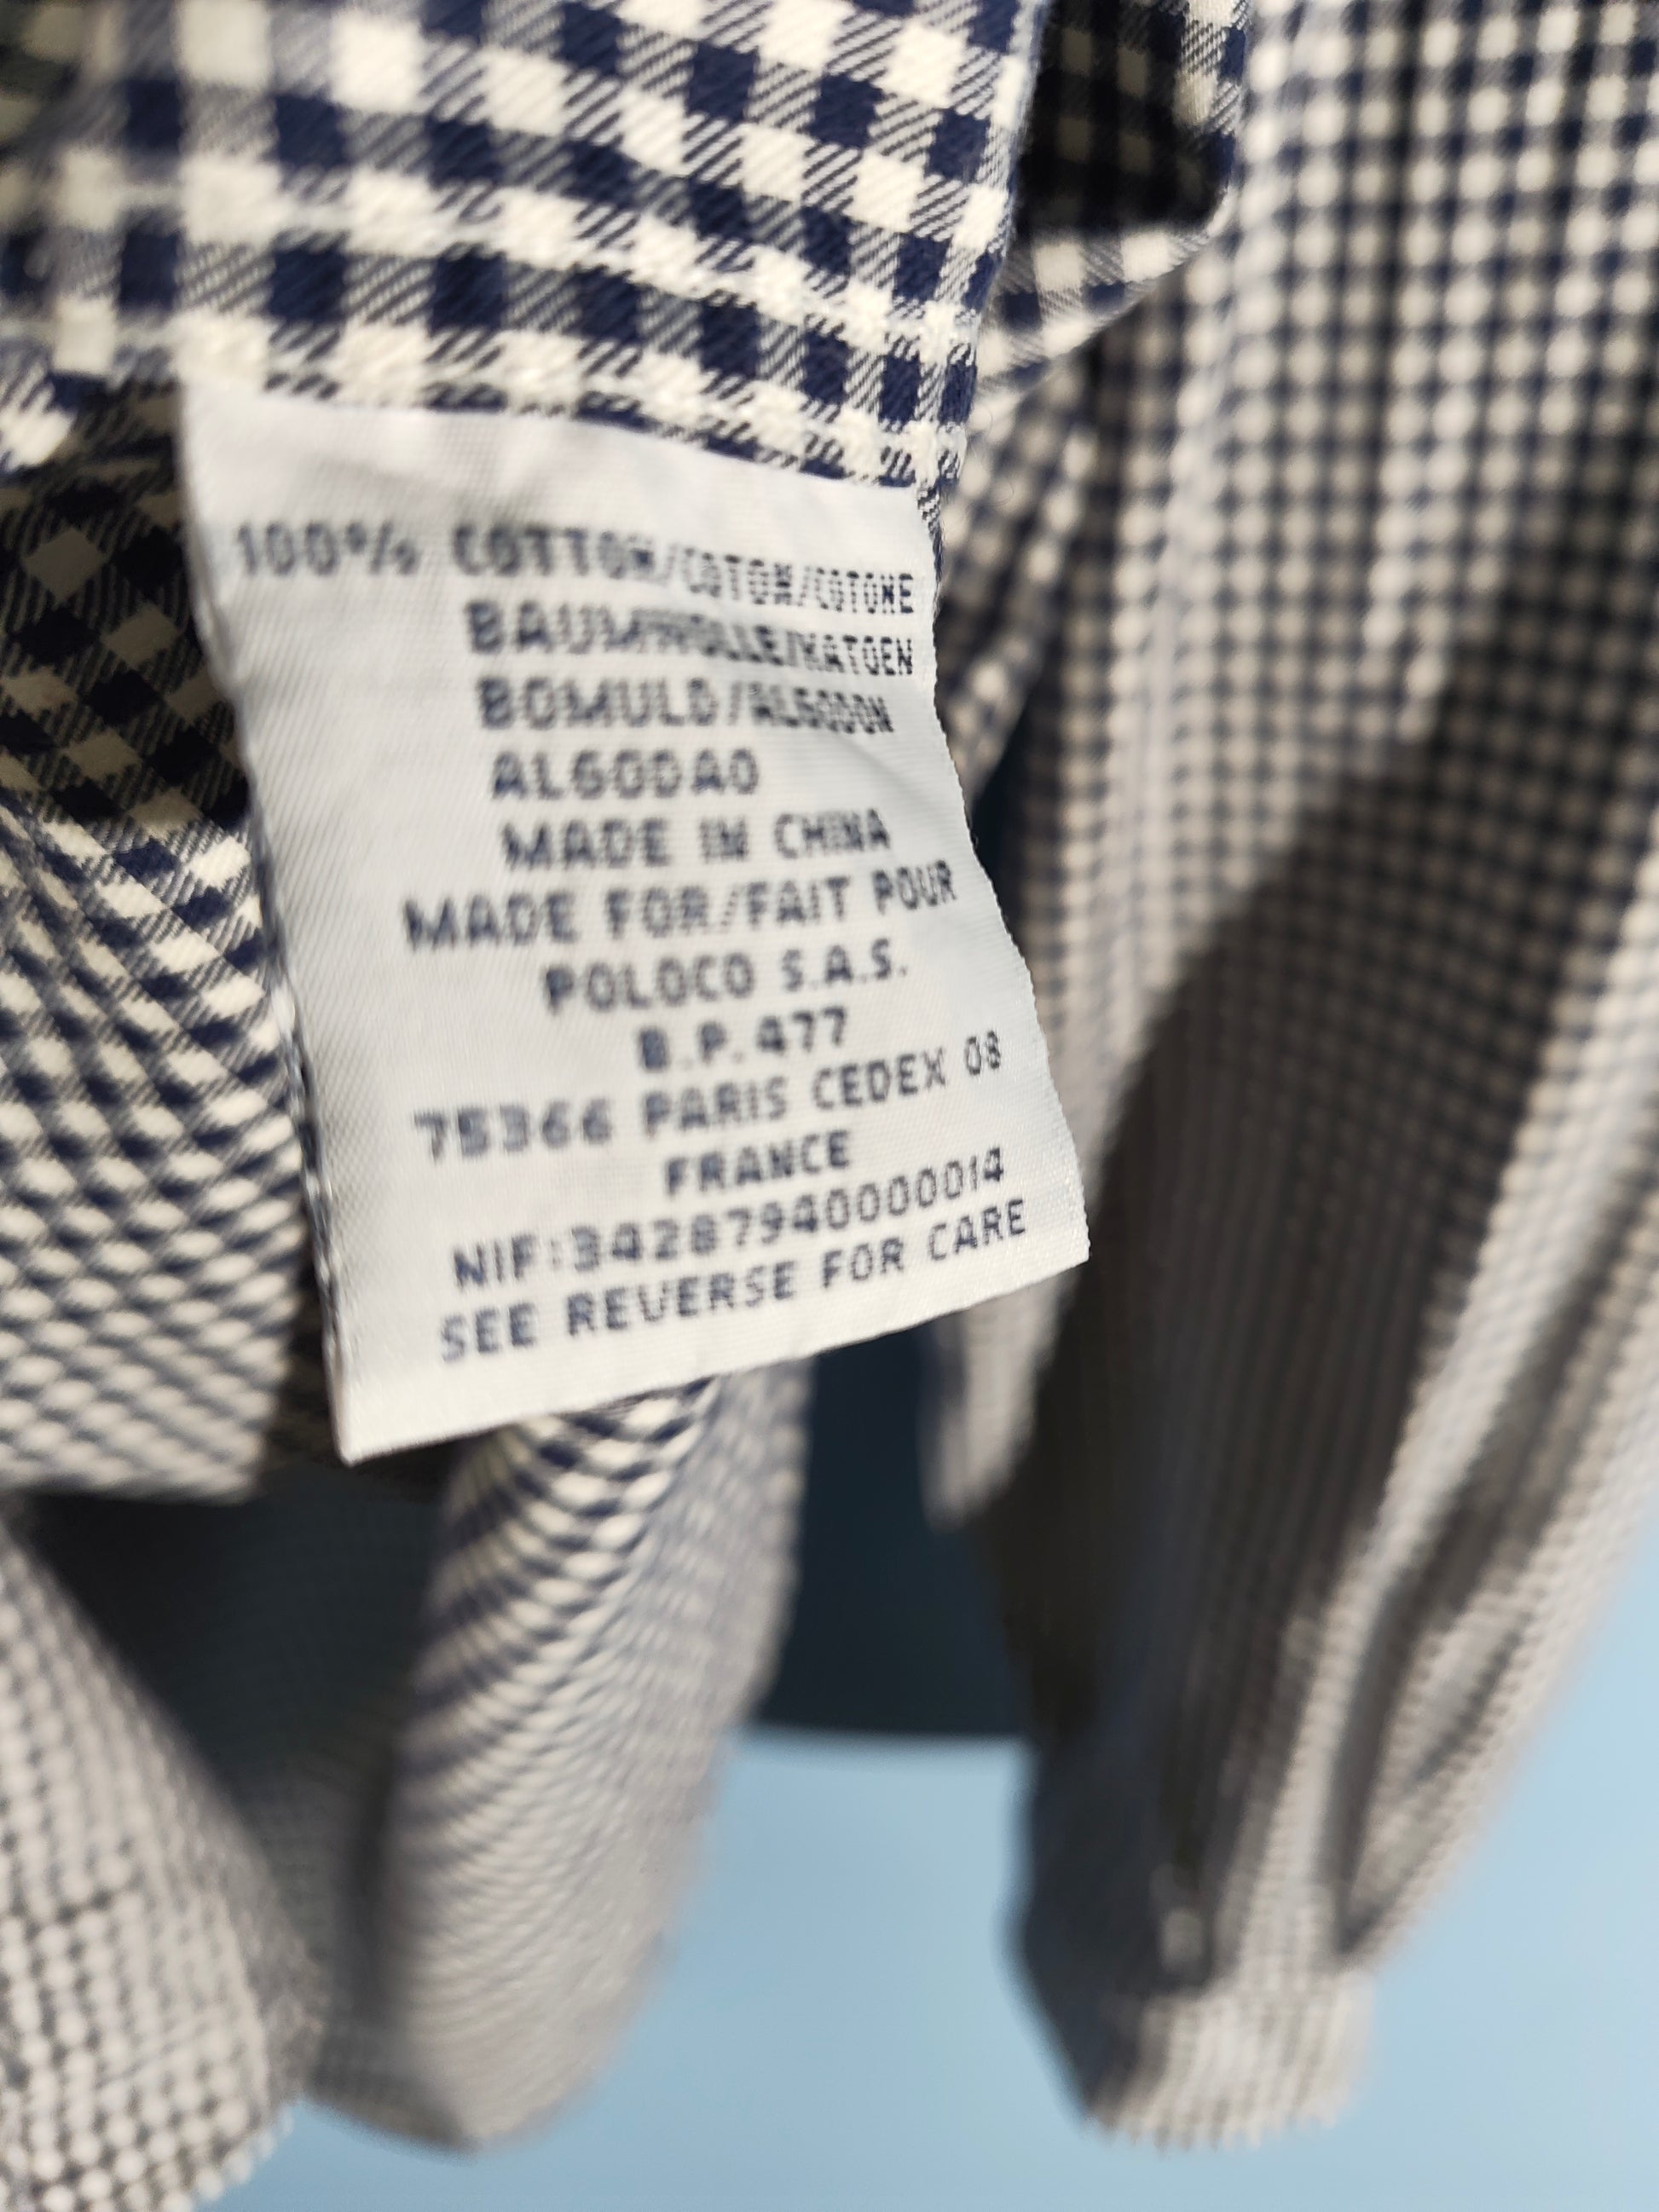 100% COTTON/COTON/COTONE
BAUMWOLLE/KATOEN
BOMULD/ALGODON
ALGODAO
MADE IN CHINA
MADE FOR/FAIT POUR
POLOCO S.A.S.
B.P.477
75366 PARIS CEDEX 08
FRANCE
NIF:34287940000014
SEE REVERSE FOR CARE